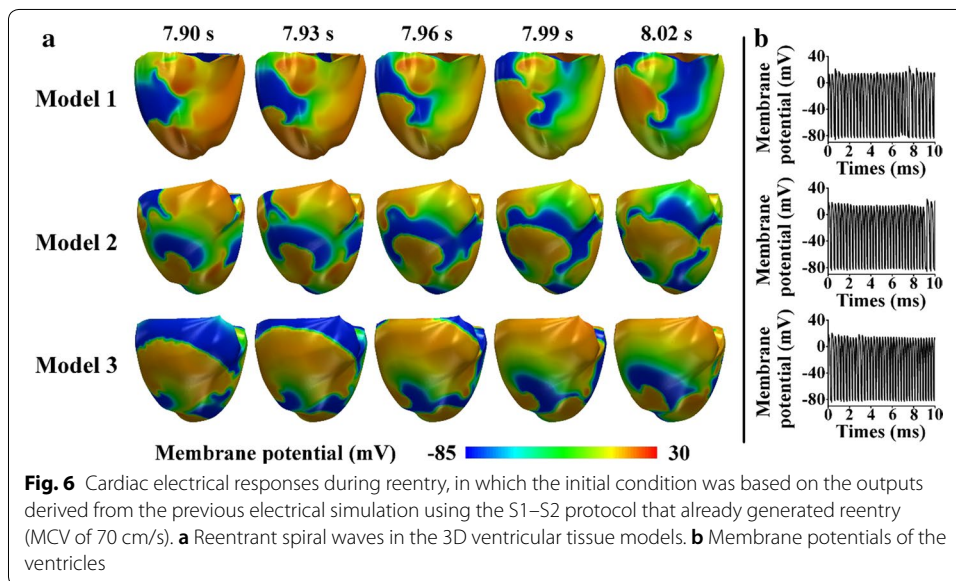 a
7.90 s 7.93 s 7.96 s 7.99 s 8.02 s
Model 1
Model 2
Model 3
Membrane potential (mV) -85 30
b
Membrane potential (mV)
40
0
-40
-80
0 2 4 6 8 10
Times (ms)
Membrane potential (mV)
40
0
-40
-80
0 2 4 6 8 10
Times (ms)
Membrane potential (mV)
40
0
-40
-80
0 2 4 6 8 10
Times (ms)
Fig. 6 Cardiac electrical responses during reentry, in which the initial condition was based on the outputs
derived from the previous electrical simulation using the S1–S2 protocol that already generated reentry
(MCV of 70 cm/s). a Reentrant spiral waves in the 3D ventricular tissue models. b Membrane potentials of the
ventricles